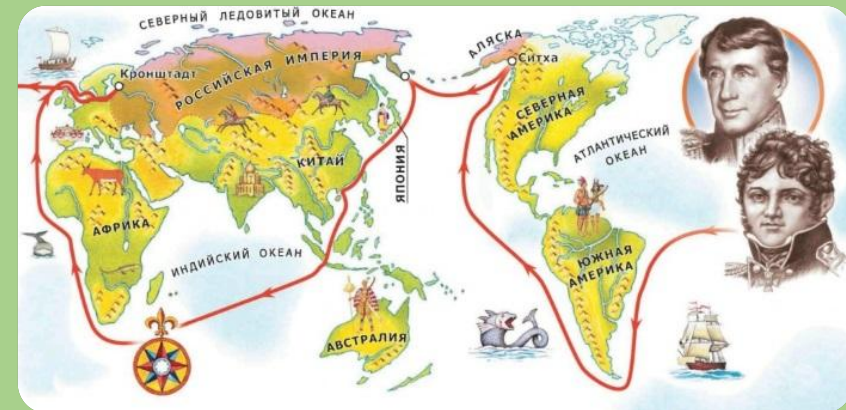 СЕВЕРНЫЙ ЛЕДОВИТЫЙ ОКЕАН
Кронштадт
РОССИЙСКАЯ ИМПЕРИЯ
АЛЯСКА
Ситха
СЕВЕРНАЯ
АМЕРИКА
АТЛАНТИЧЕСКИЙ
ОКЕАН
КИТАЙ
ЯПОНИЯ
АФРИКА
ИНДИЙСКИЙ ОКЕАН
ЮЖНАЯ
АМЕРИКА
АВСТРАЛИЯ